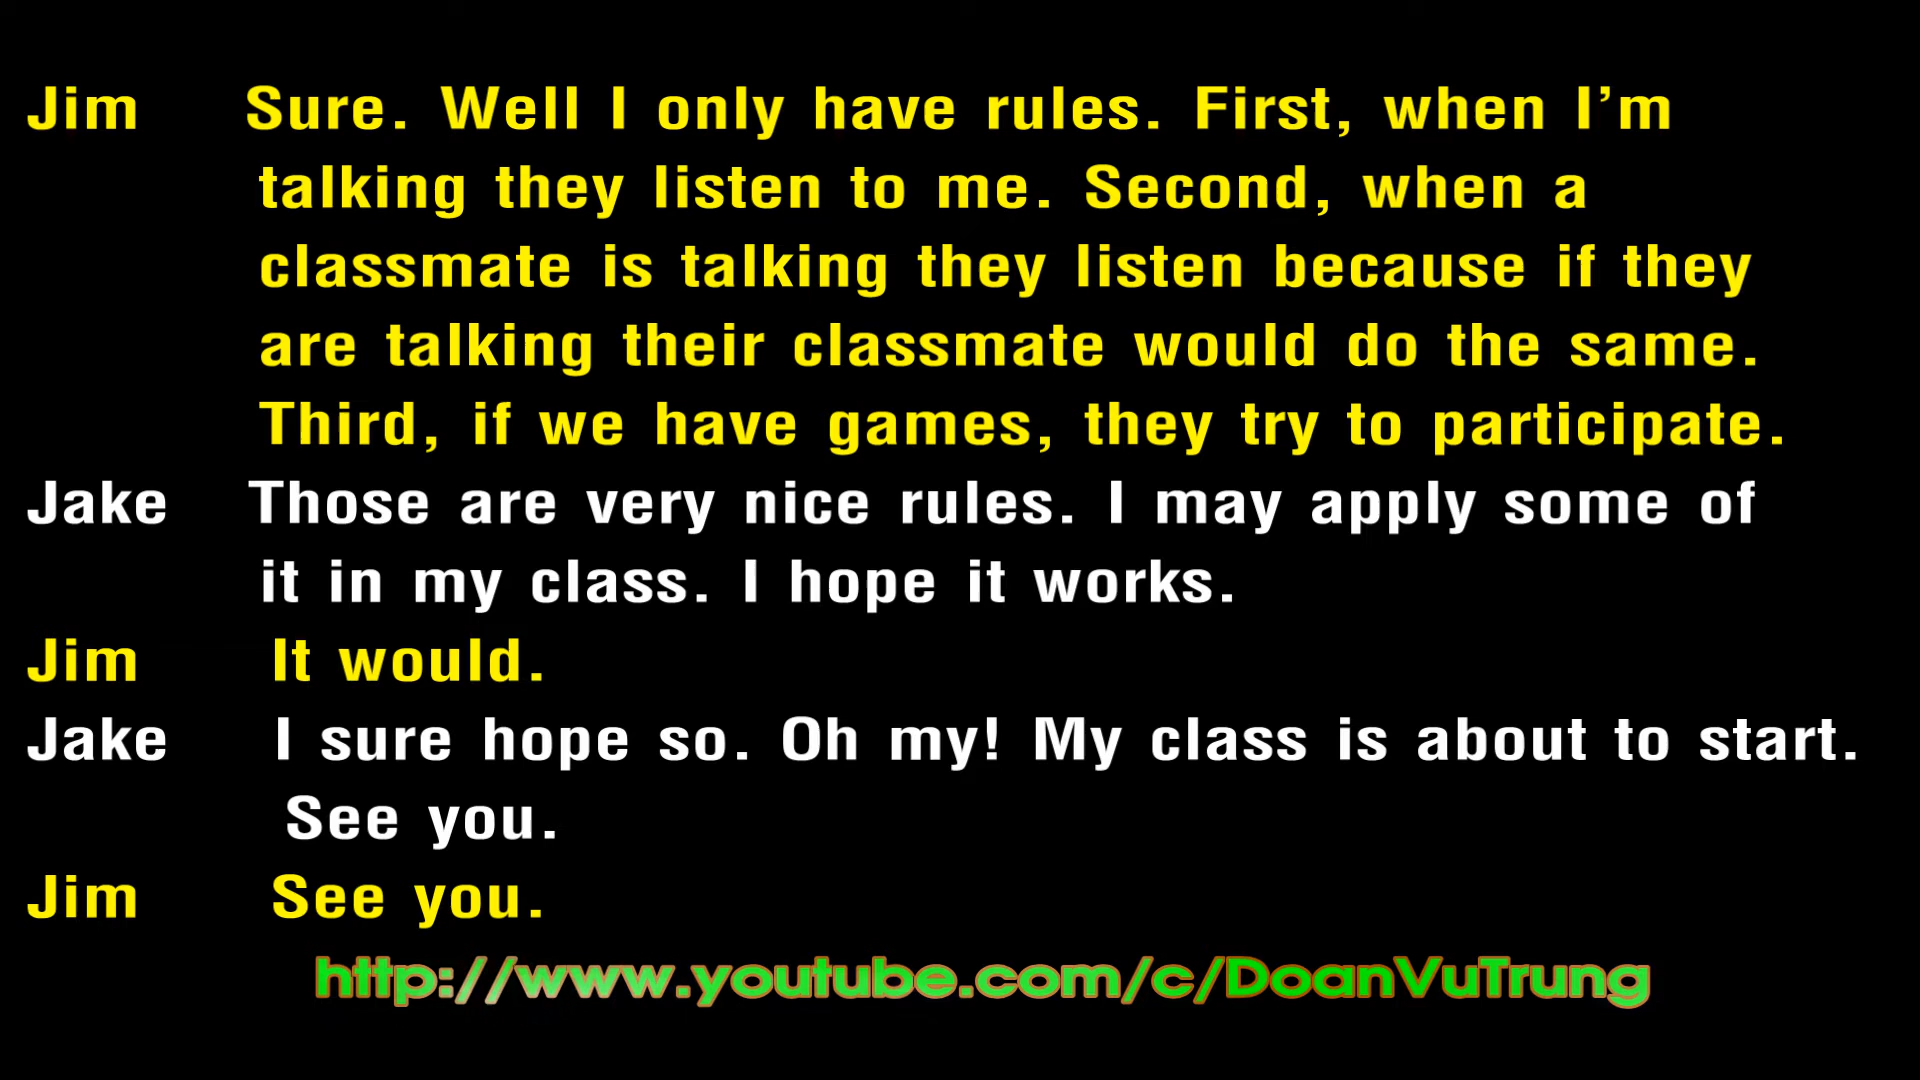 Jim Sure. Well I only have rules. First, when I’m
talking they listen to me. Second, when a
classmate is talking they listen because if they
are talking their classmate would do the same.
Third, if we have games, they try to participate.
Jake Those are very nice rules. I may apply some of
it in my class. I hope it works.
Jim It would.
Jake I sure hope so. Oh my! My class is about to start.
See you.
Jim See you.
http://www.youtube.com/c/DoanVuTrung